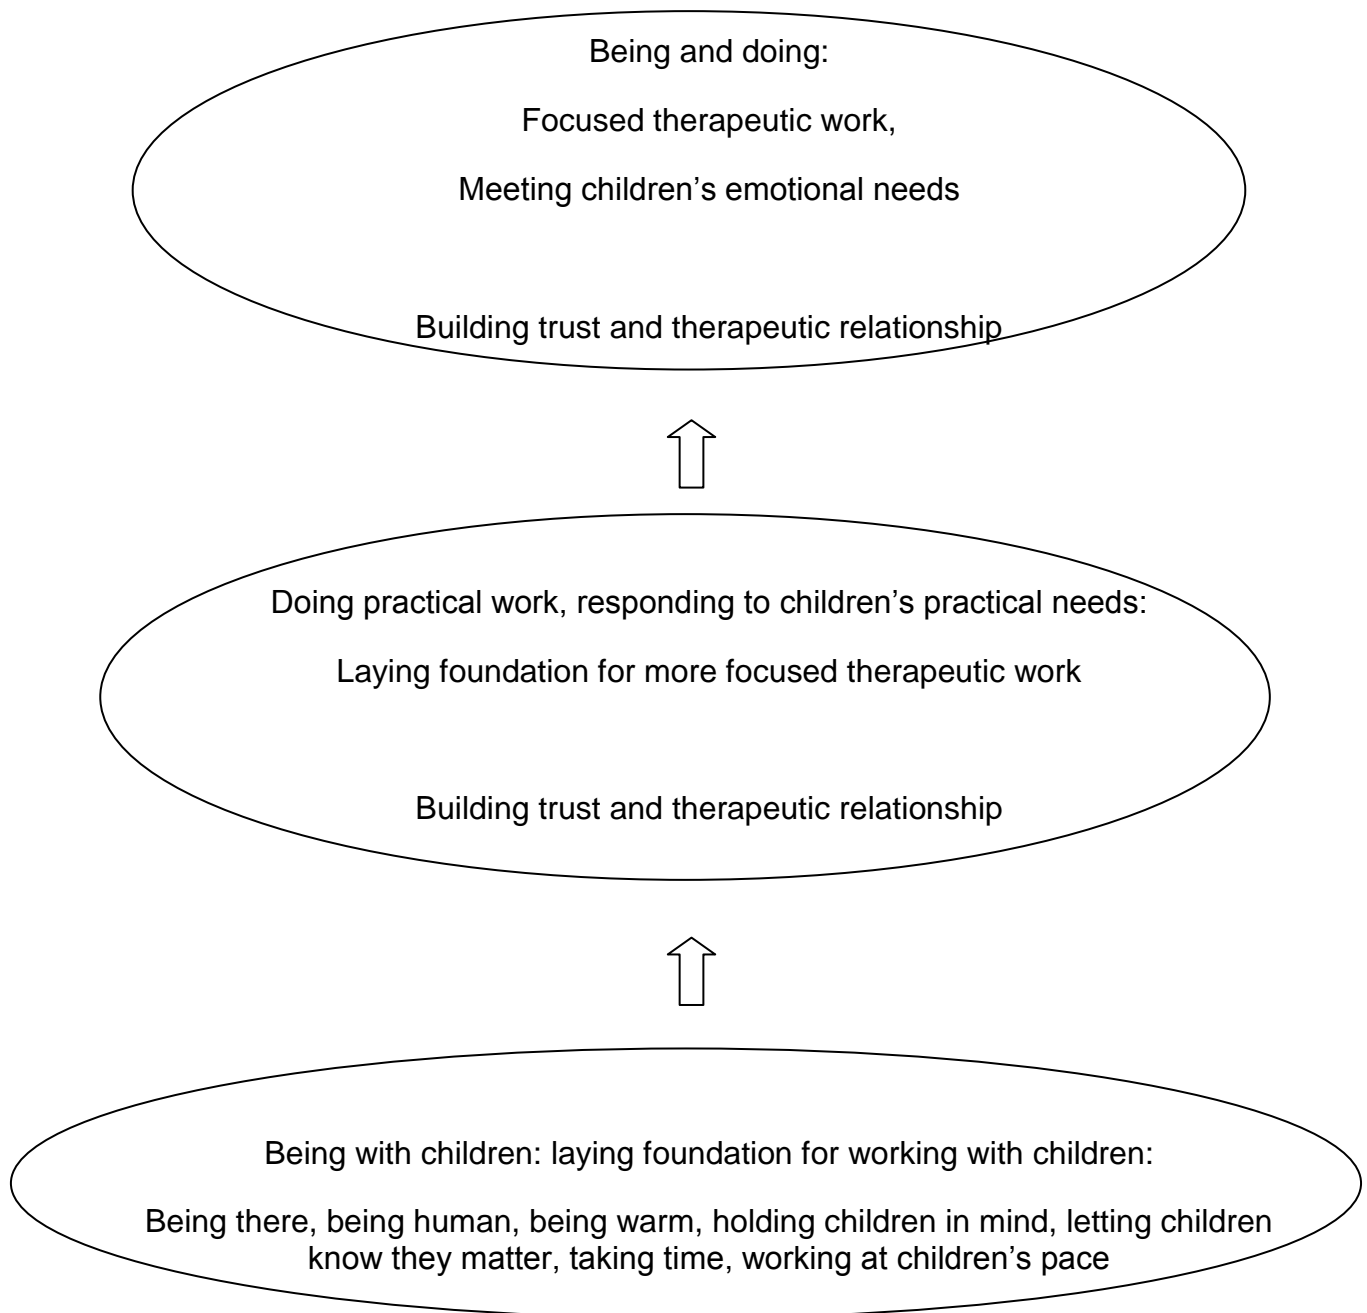 Being and doing:
Focused therapeutic work,
Meeting children’s emotional needs
Building trust and therapeutic relationship
Doing practical work, responding to children’s practical needs:
Laying foundation for more focused therapeutic work
Building trust and therapeutic relationship
Being with children: laying foundation for working with children:
Being there, being human, being warm, holding children in mind, letting children
know they matter, taking time, working at children’s pace